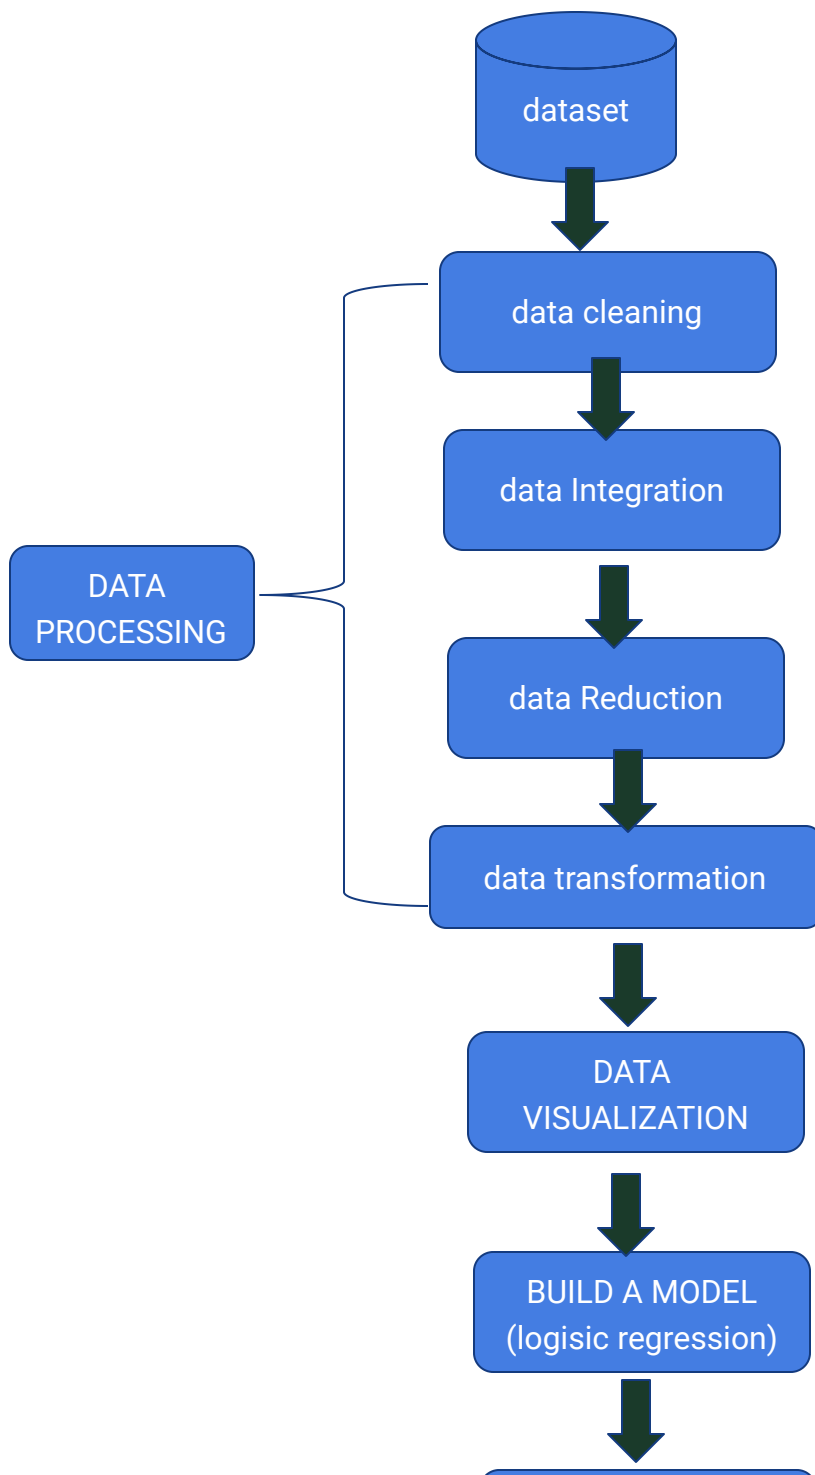 dataset
data cleaning
data Integration
DATA
PROCESSING
data Reduction
data transformation
DATA
VISUALIZATION
BUILD A MODEL
(logisic regression)